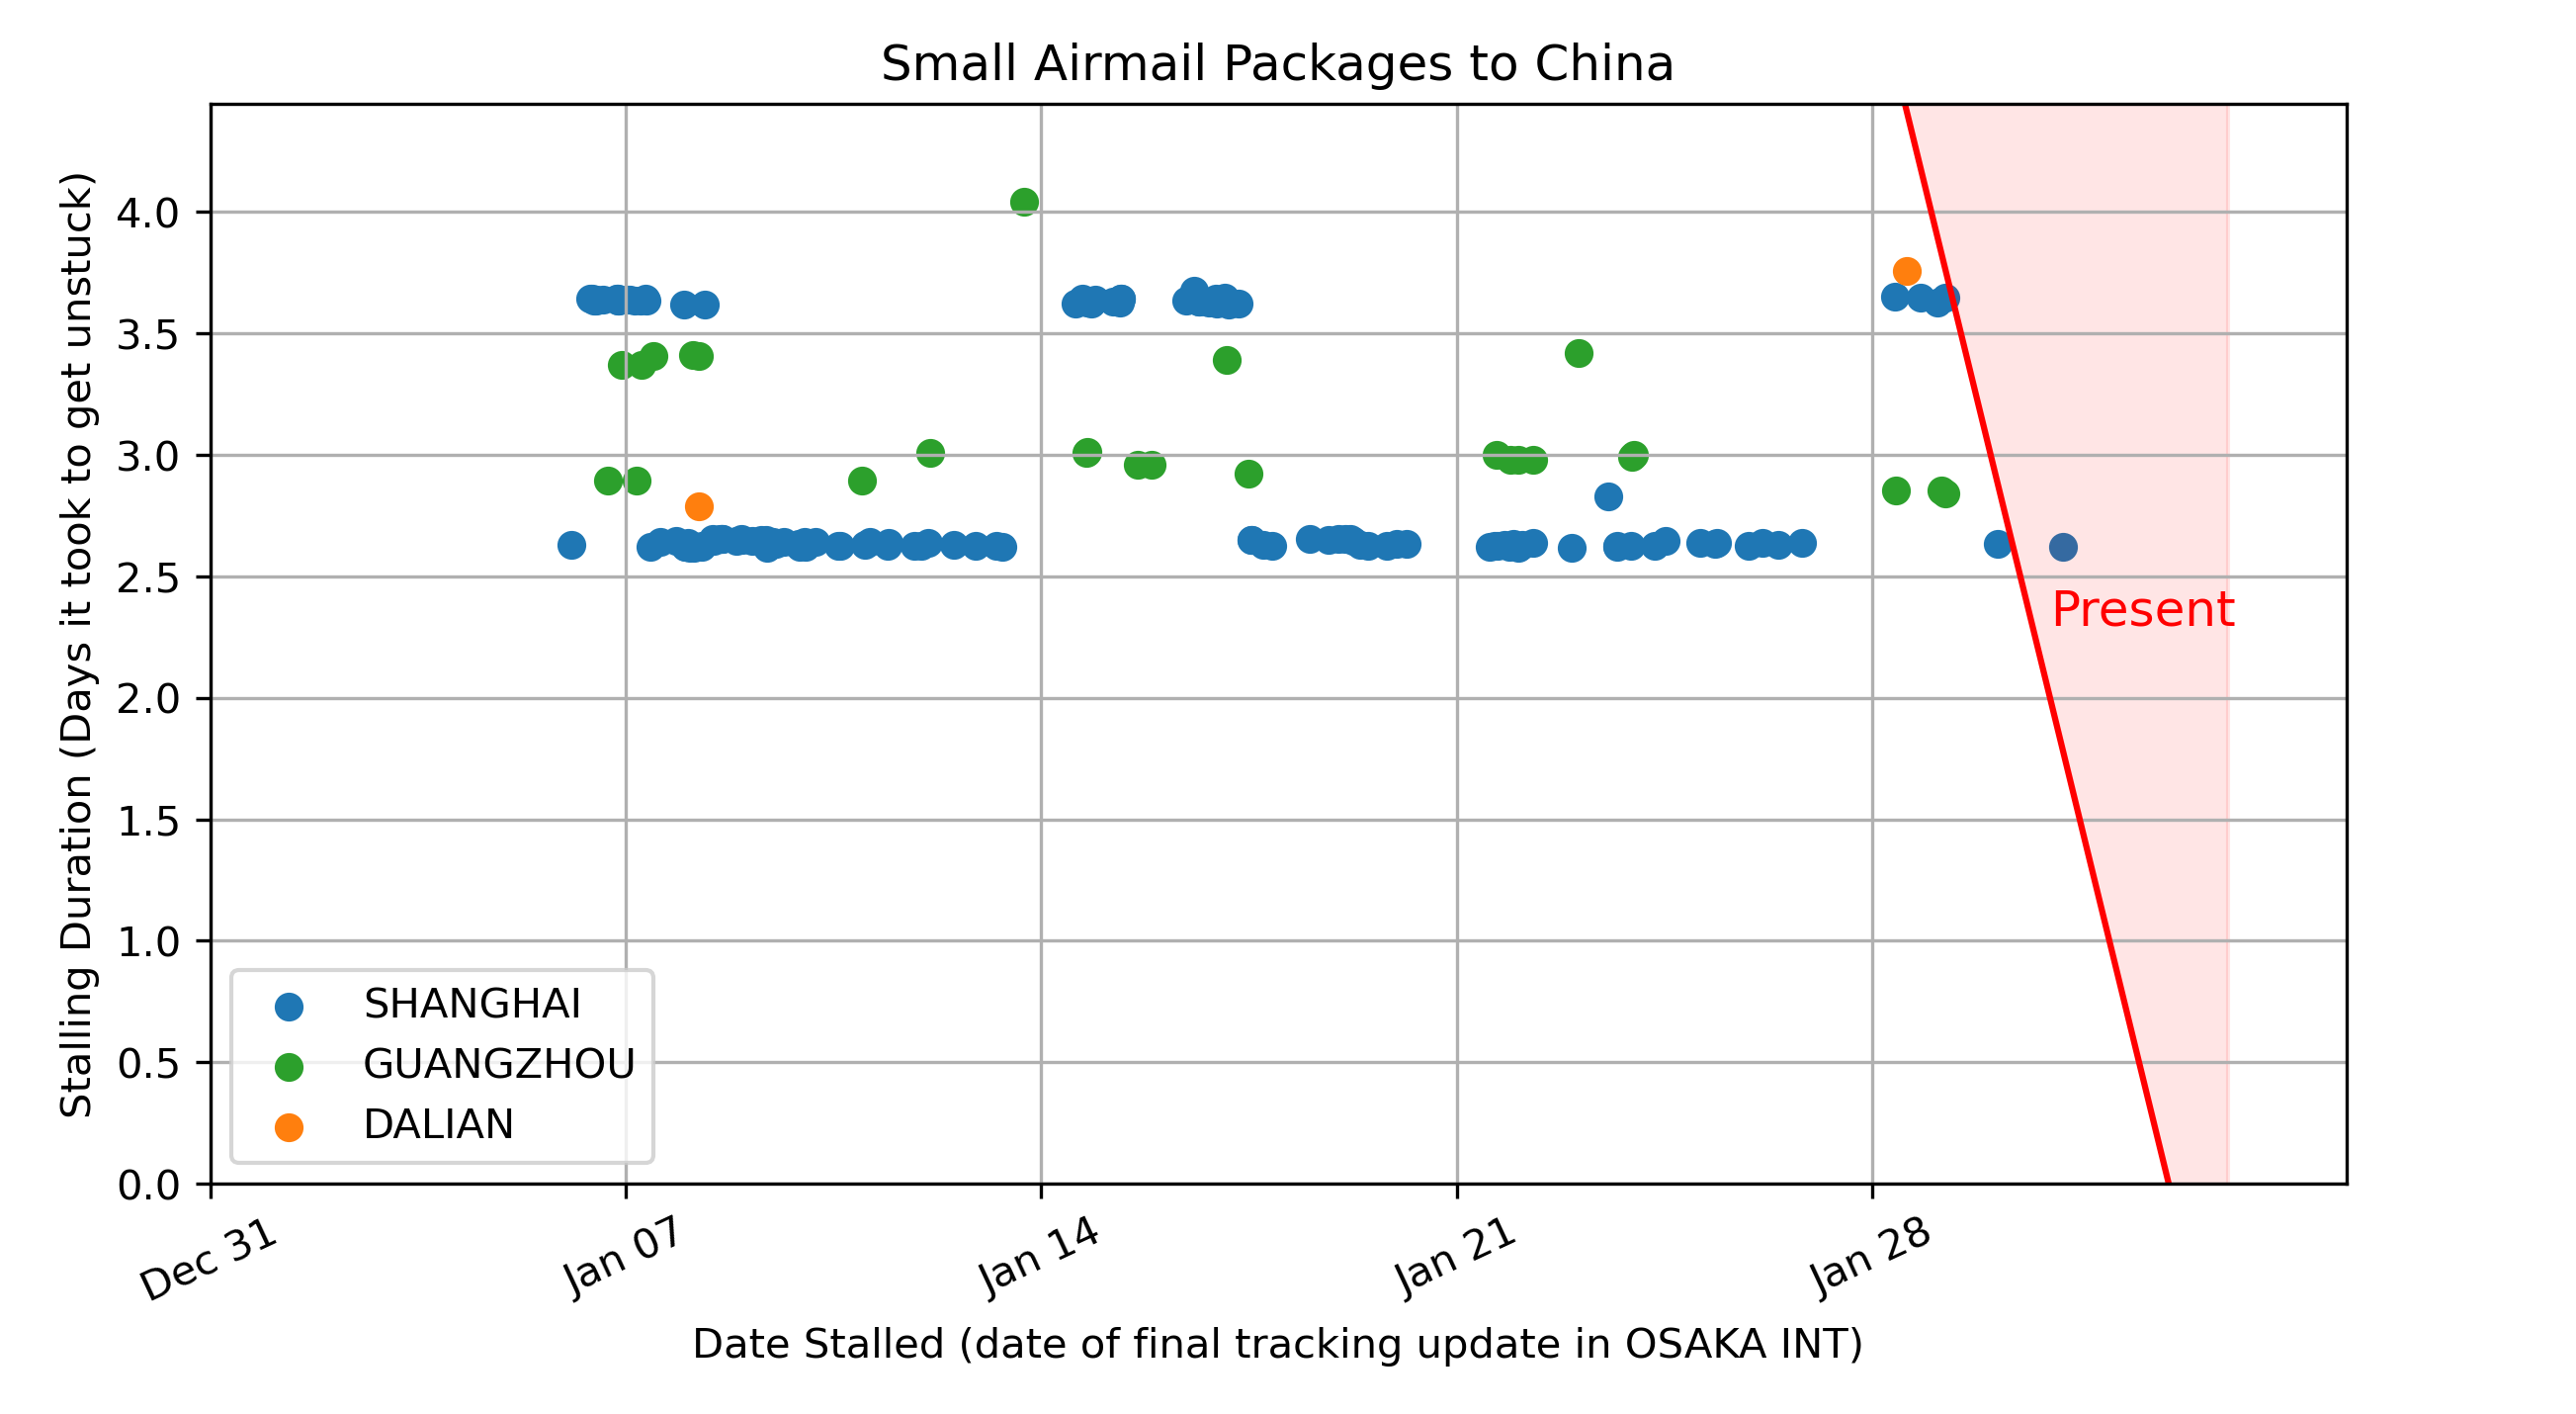 Small Airmail Packages to China
Stalling Duration (Days it took to get unstuck)
4.0
3.5
3.0
2.5
2.0
1.5
1.0
0.5
0.0
Present
SHANGHAI
GUANGZHOU
DALIAN
Dec 31
Jan 07
Jan 14
Jan 21
Jan 28
Date Stalled (date of final tracking update in OSAKA INT)